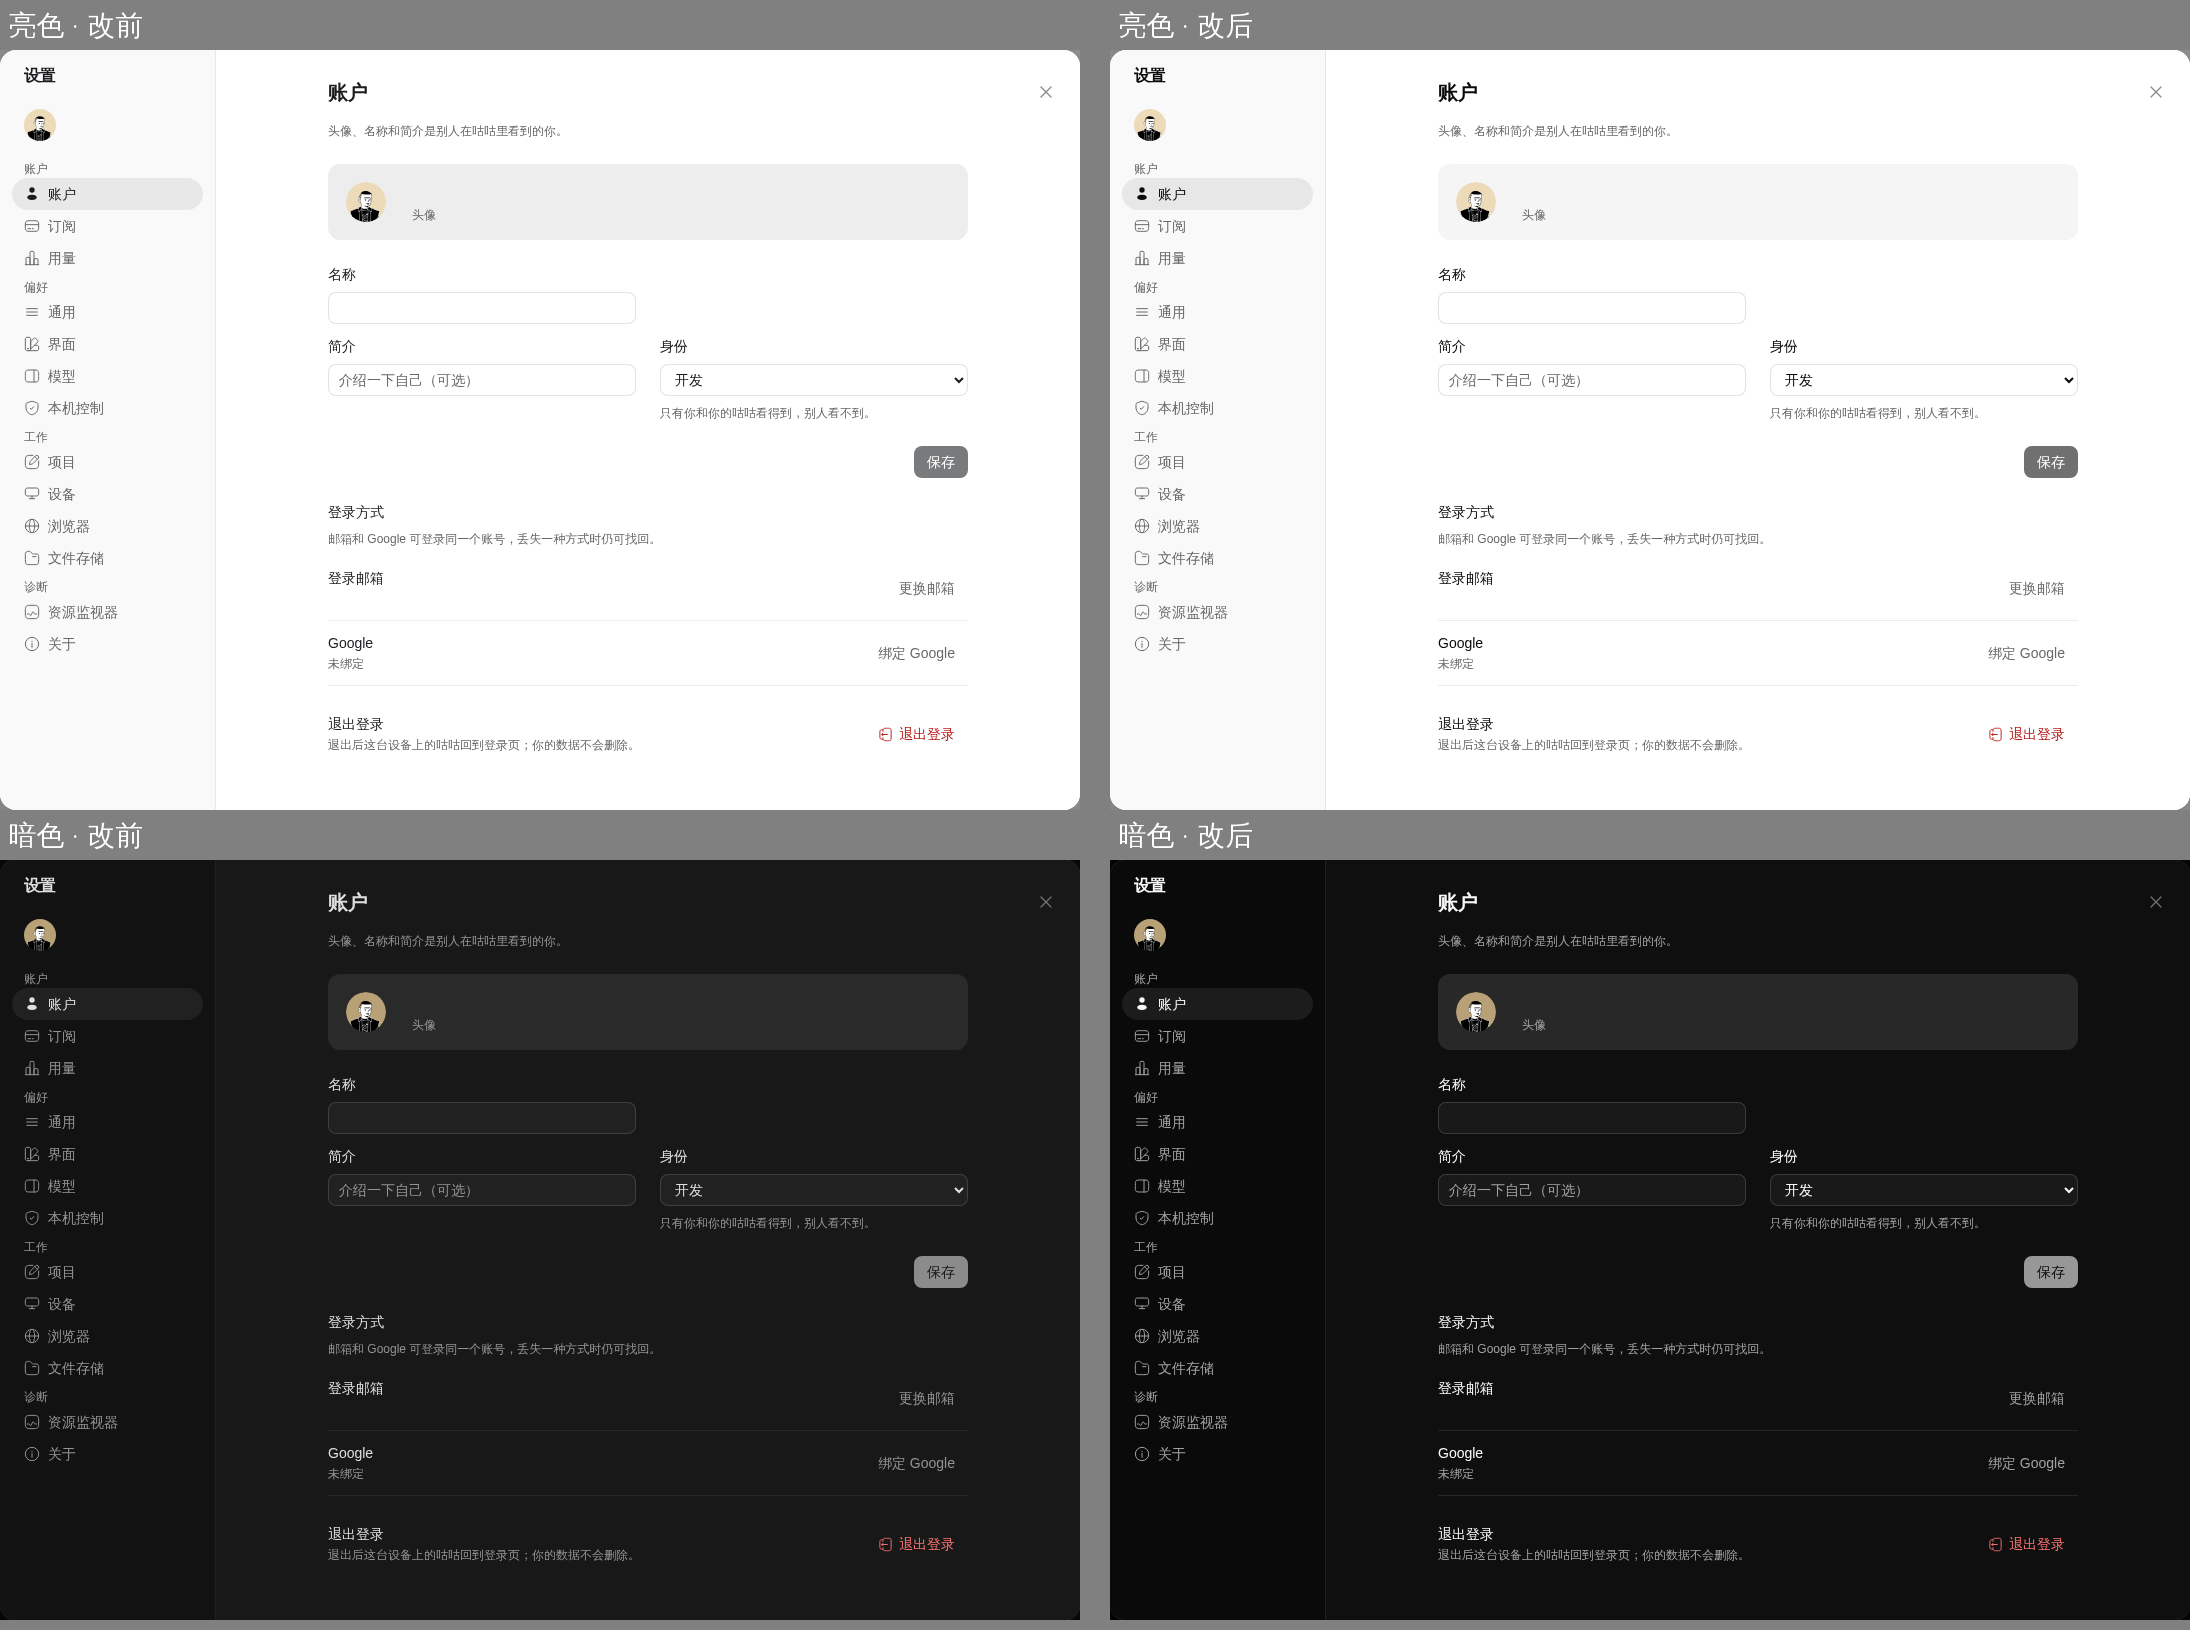 亮色 · 改前
设置
账户
账户
订阅
用量
偏好
通用
界面
模型
本机控制
工作
项目
设备
浏览器
文件存储
诊断
资源监视器
关于
账户
头像、名称和简介是别人在咕咕里看到的你。
头像
名称
简介
身份
介绍一下自己（可选）
开发
只有你和你的咕咕看得到，别人看不到。
保存
登录方式
邮箱和 Google 可登录同一个账号，丢失一种方式时仍可找回。
登录邮箱
更换邮箱
Google
未绑定
绑定 Google
退出登录
退出后这台设备上的咕咕回到登录页；你的数据不会删除。
退出登录
亮色 · 改后
设置
账户
账户
订阅
用量
偏好
通用
界面
模型
本机控制
工作
项目
设备
浏览器
文件存储
诊断
资源监视器
关于
账户
头像、名称和简介是别人在咕咕里看到的你。
头像
名称
简介
身份
介绍一下自己（可选）
开发
只有你和你的咕咕看得到，别人看不到。
保存
登录方式
邮箱和 Google 可登录同一个账号，丢失一种方式时仍可找回。
登录邮箱
更换邮箱
Google
未绑定
绑定 Google
退出登录
退出后这台设备上的咕咕回到登录页；你的数据不会删除。
退出登录
暗色 · 改前
设置
账户
账户
订阅
用量
偏好
通用
界面
模型
本机控制
工作
项目
设备
浏览器
文件存储
诊断
资源监视器
关于
账户
头像、名称和简介是别人在咕咕里看到的你。
头像
名称
简介
身份
介绍一下自己（可选）
开发
只有你和你的咕咕看得到，别人看不到。
保存
登录方式
邮箱和 Google 可登录同一个账号，丢失一种方式时仍可找回。
登录邮箱
更换邮箱
Google
未绑定
绑定 Google
退出登录
退出后这台设备上的咕咕回到登录页；你的数据不会删除。
退出登录
暗色 · 改后
设置
账户
账户
订阅
用量
偏好
通用
界面
模型
本机控制
工作
项目
设备
浏览器
文件存储
诊断
资源监视器
关于
账户
头像、名称和简介是别人在咕咕里看到的你。
头像
名称
简介
身份
介绍一下自己（可选）
开发
只有你和你的咕咕看得到，别人看不到。
保存
登录方式
邮箱和 Google 可登录同一个账号，丢失一种方式时仍可找回。
登录邮箱
更换邮箱
Google
未绑定
绑定 Google
退出登录
退出后这台设备上的咕咕回到登录页；你的数据不会删除。
退出登录